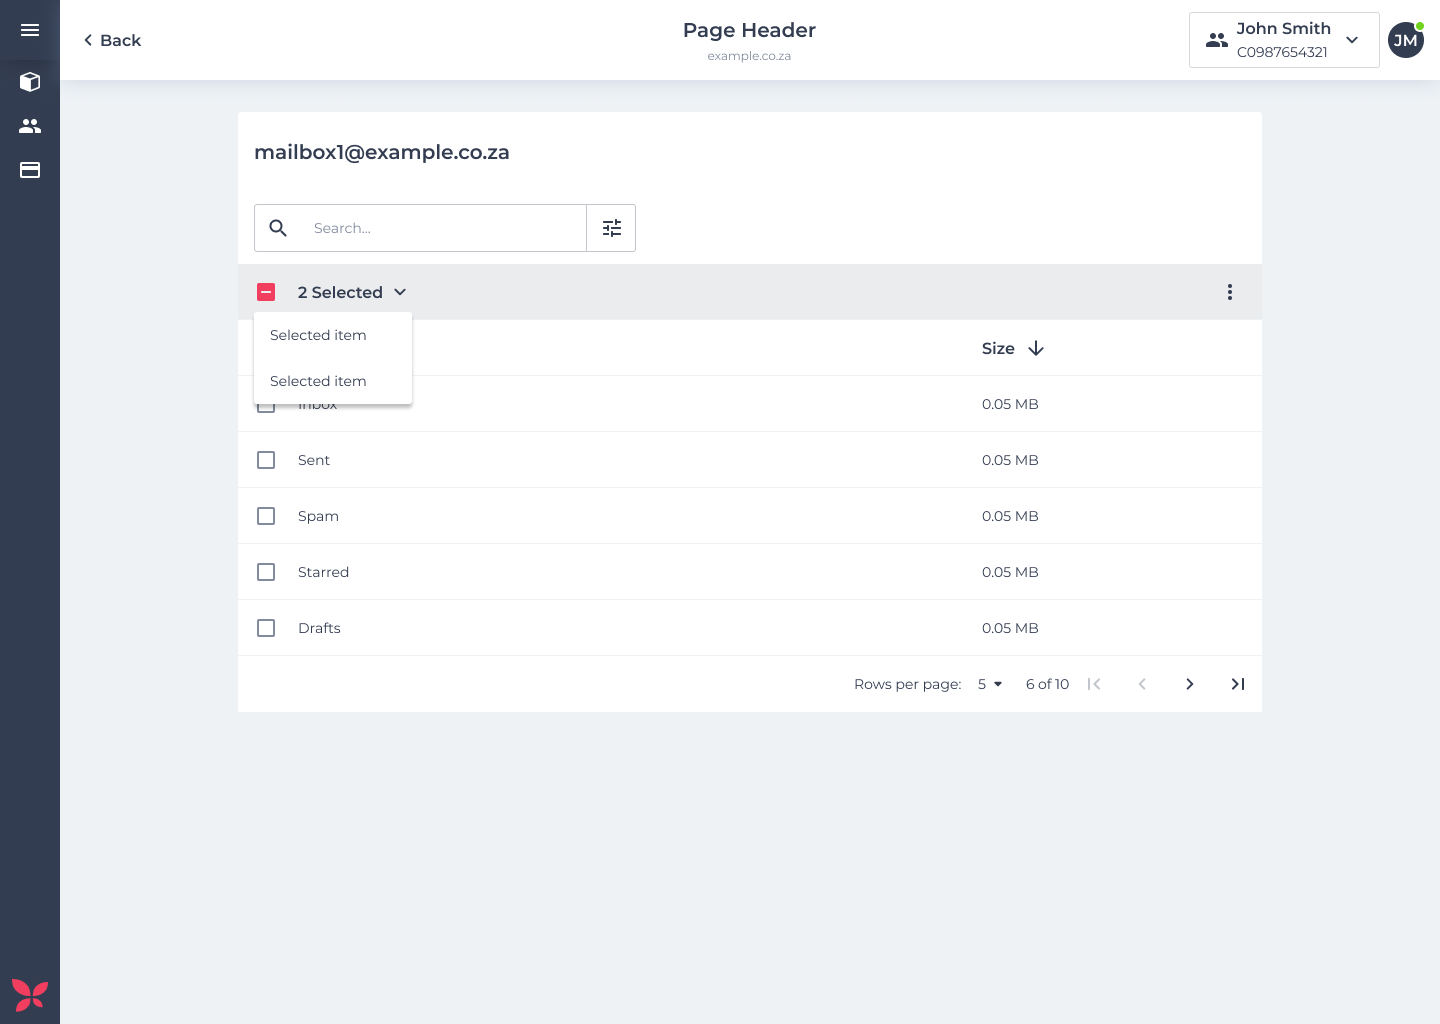 Back
Page Header
example.co.za
John Smith
C0987654321
JM
mailbox1@example.co.za
Search...
2 Selected
Selected item
Selected item
Size
Inbox
0.05 MB
Sent
0.05 MB
Spam
0.05 MB
Starred
0.05 MB
Drafts
0.05 MB
Rows per page: 5 6 of 10